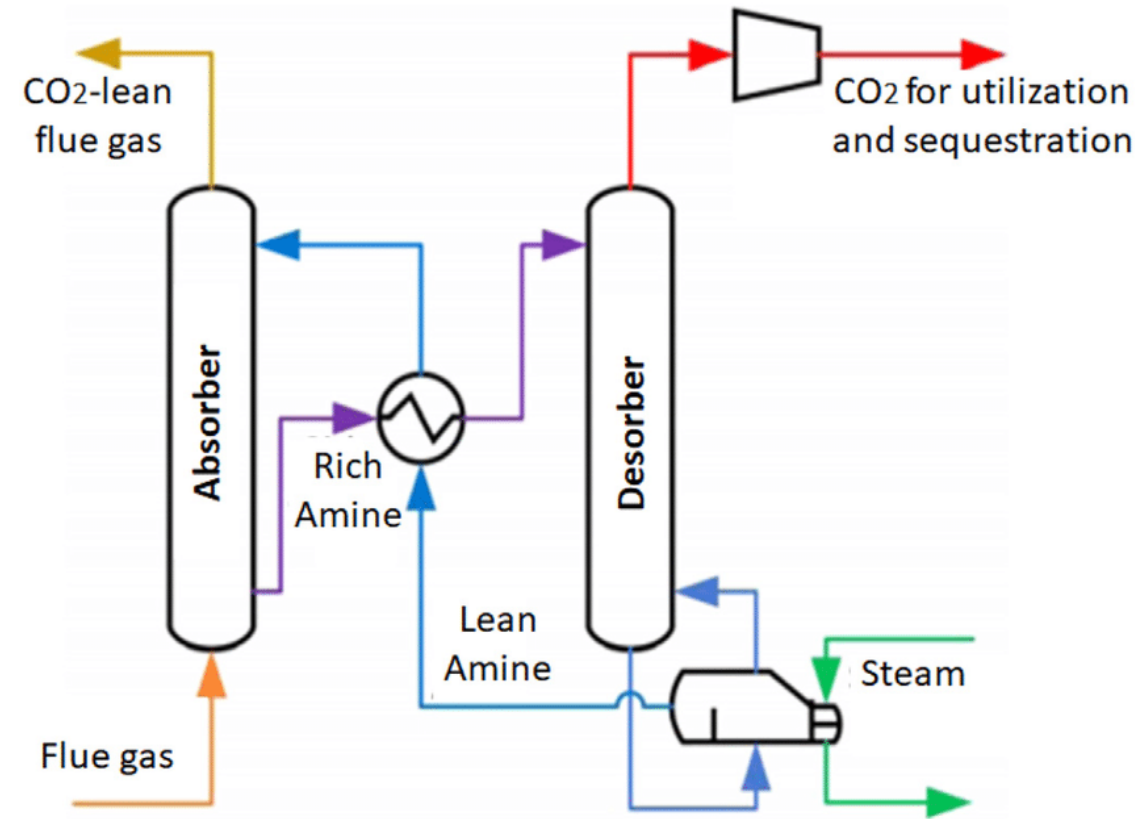 CO2-lean
flue gas
CO2 for utilization
and sequestration
Absorber
Desorber
Rich
Amine
Lean
Amine
Steam
Flue gas